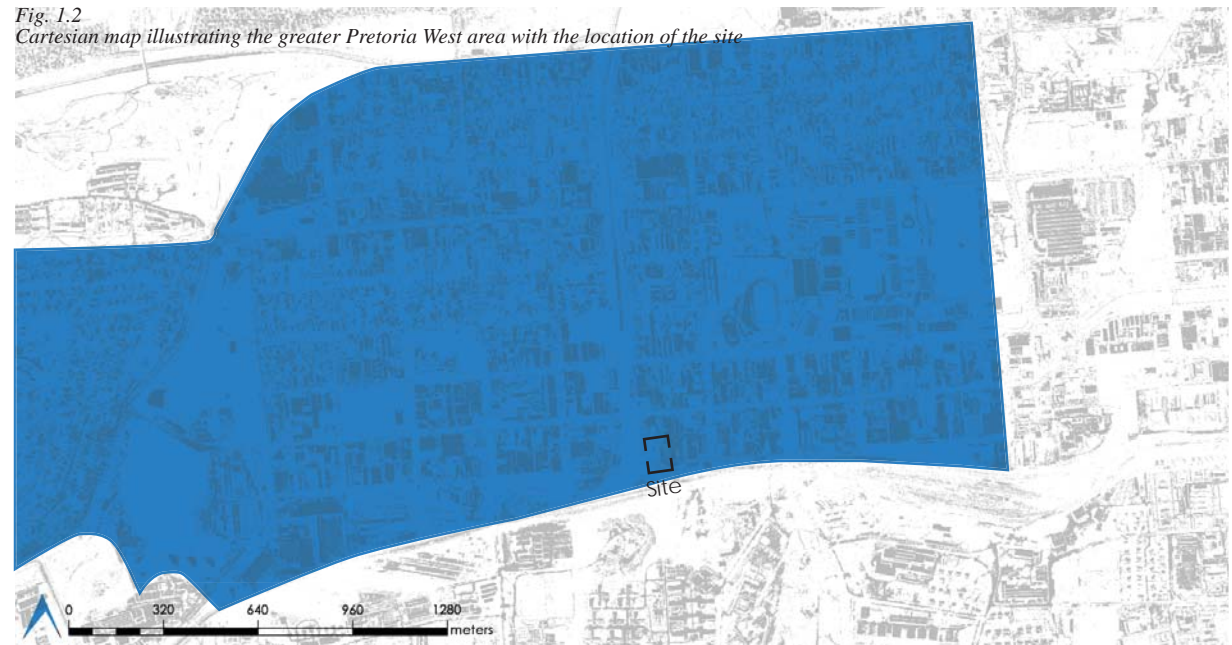 Fig. 1.2
Cartesian map illustrating the greater Pretoria West area with the location of the site
Site
0 320 640 960 1280
meters